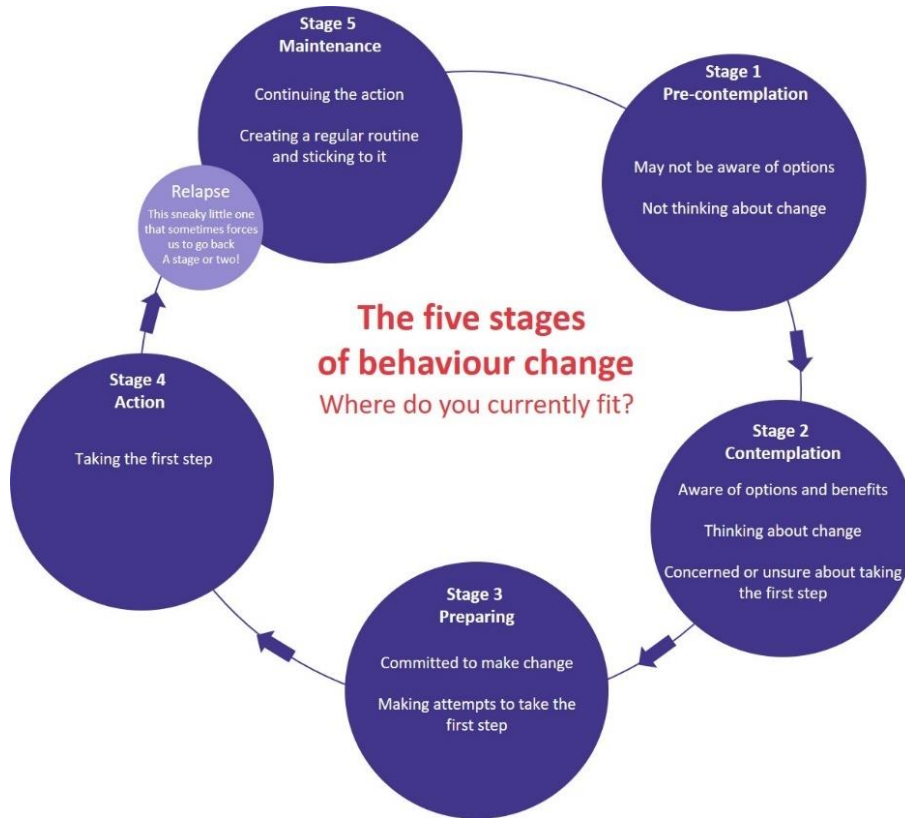 The five stages
of behaviour change
Where do you currently fit?
Stage 1
Pre-contemplation
May not be aware of options
Not thinking about change
Stage 2
Contemplation
Aware of options and benefits
Thinking about change
Concerned or unsure about taking
the first step
Stage 3
Preparing
Committed to make change
Making attempts to take the
first step
Stage 4
Action
Taking the first step
Relapse
This sneaky little one
that sometimes forces
us to go back
A stage or two!
Stage 5
Maintenance
Continuing the action
Creating a regular routine
and sticking to it